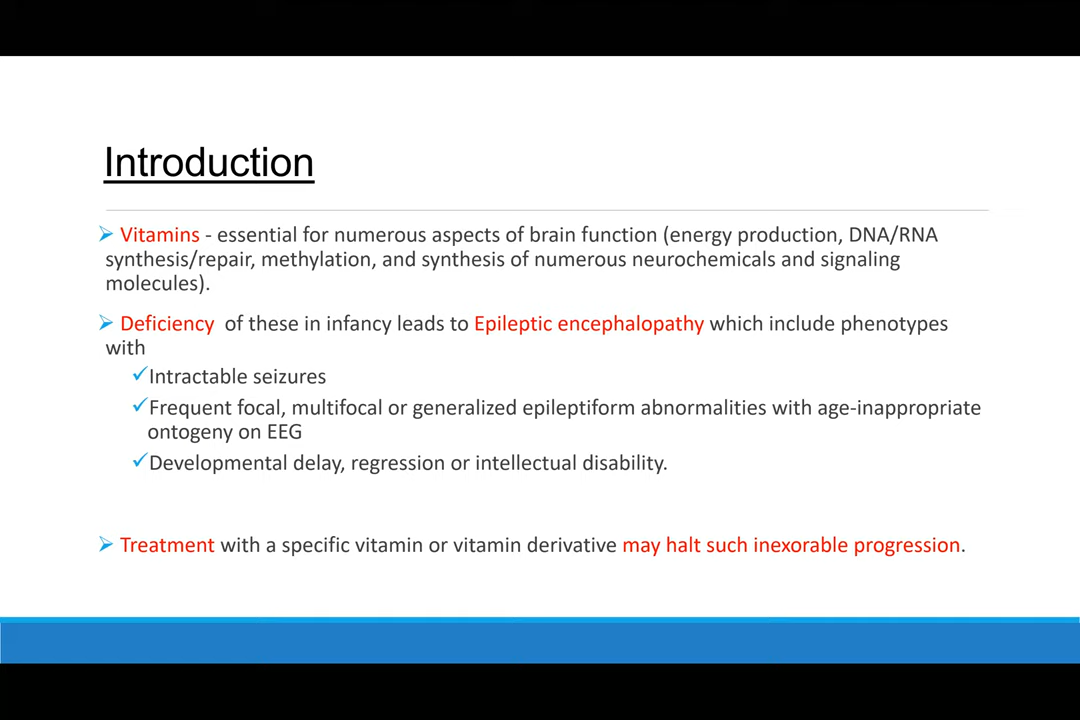 Introduction
➢ Vitamins - essential for numerous aspects of brain function (energy production, DNA/RNA
synthesis/repair, methylation, and synthesis of numerous neurochemicals and signaling
molecules).
➢ Deficiency of these in infancy leads to Epileptic encephalopathy which include phenotypes
with
✓Intractable seizures
✓Frequent focal, multifocal or generalized epileptiform abnormalities with age-inappropriate
ontogeny on EEG
✓Developmental delay, regression or intellectual disability.
➢ Treatment with a specific vitamin or vitamin derivative may halt such inexorable progression.